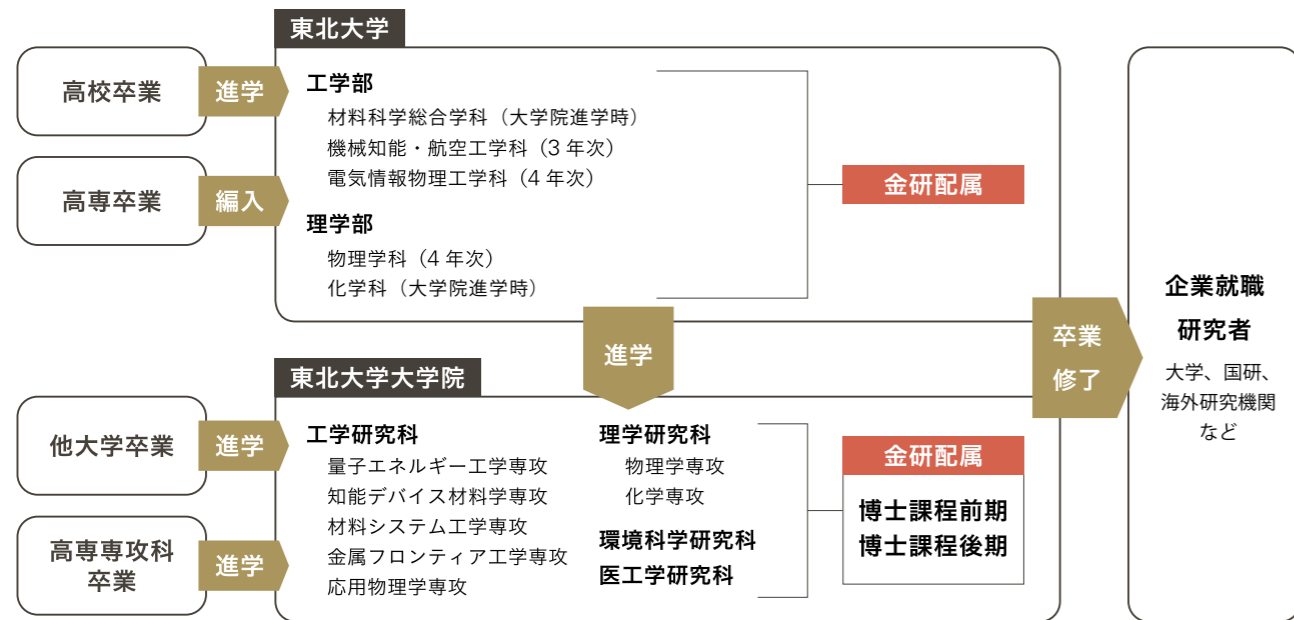 東北大学
高校卒業
進学
高専卒業
編入
工学部
材料科学総合学科（大学院進学時）
機械知能・航空工学科（3 年次）
電気情報物理工学科（4 年次）
理学部
物理学科（4 年次）
化学科（大学院進学時）
金研配属
進学
東北大学大学院
他大学卒業
進学
高専専攻科
卒業
進学
工学研究科
量子エネルギー工学専攻
知能デバイス材料学専攻
材料システム工学専攻
金属フロンティア工学専攻
応用物理学専攻
理学研究科
物理学専攻
化学専攻
環境科学研究科
医工学研究科
金研配属
博士課程前期
博士課程後期
卒業
修了
企業就職
研究者
大学、国研、
海外研究機関
など